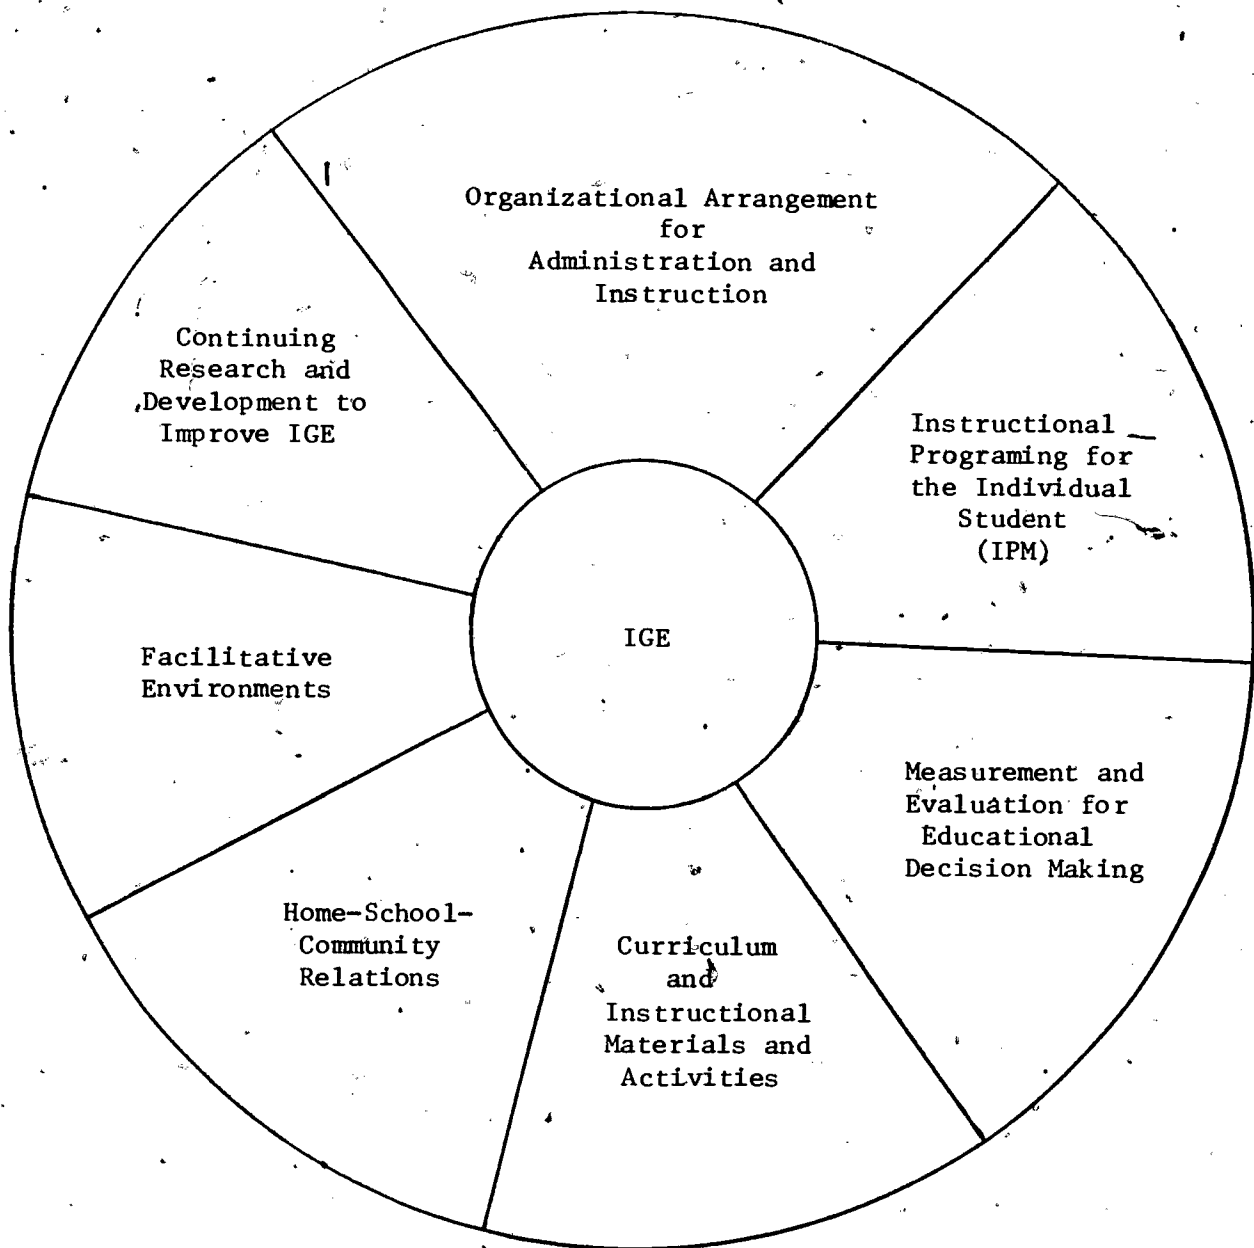 Organizational Arrangement
for
Administration and
Instruction
Instructional
Programing for
the Individual
Student
(IPM)
Measurement and
Evaluation for
Educational
Decision Making
Curriculum
and
Instructional
Materials and
Activities
Home-School-
Community
Relations
Facilitative
Environments
Continuing
Research and
Development to
Improve IGE
IGE